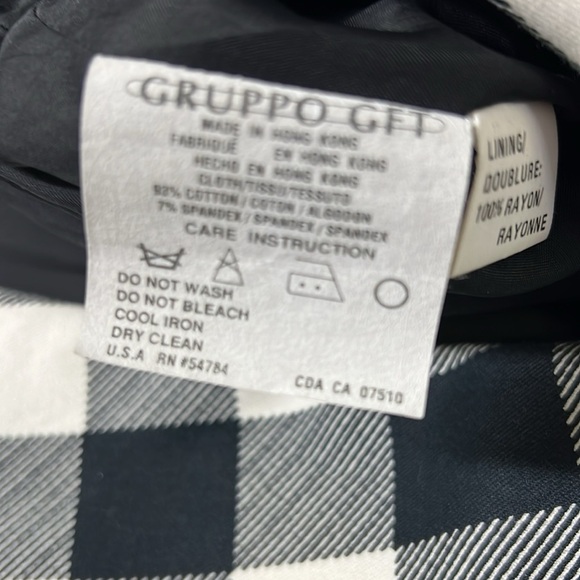 GRUPPO GFT
MADE IN HONG KONG
FABRIQUÉ EN HONG KONG
HECHO EN HONG KONG
CLOTH/TISSU/TESSUTO
93% COTTON/COTON/ALGODON
7% SPANDEX/SPANDEX/SPANDEX
CARE INSTRUCTION
DO NOT WASH
DO NOT BLEACH
COOL IRON
DRY CLEAN
U.S.A RN #54784
CDA CA 07510
LINING/
DOUBLURE:
100% RAYON/
RAYONNE